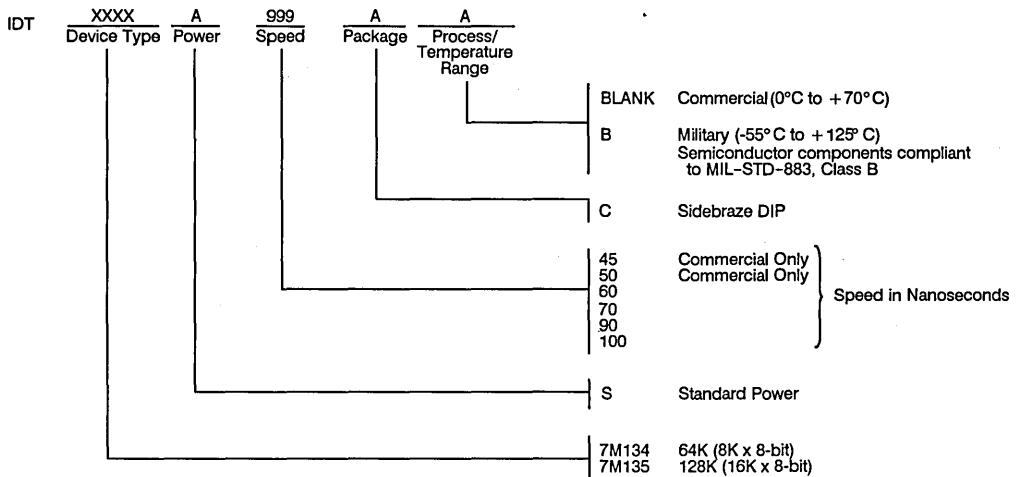 IDT XXXX A 999 A A
Device Type Power Speed Package Process/
Temperature
Range
BLANK Commercial (0°C to +70°C)
B Military (-55°C to +125°C)
Semiconductor components compliant
to MIL-STD-883, Class B
C Sidebraze DIP
45 Commercial Only
50 Commercial Only
60
70
90
100
Speed in Nanoseconds
S Standard Power
7M134 64K (8K x 8-bit)
7M135 128K (16K x 8-bit)